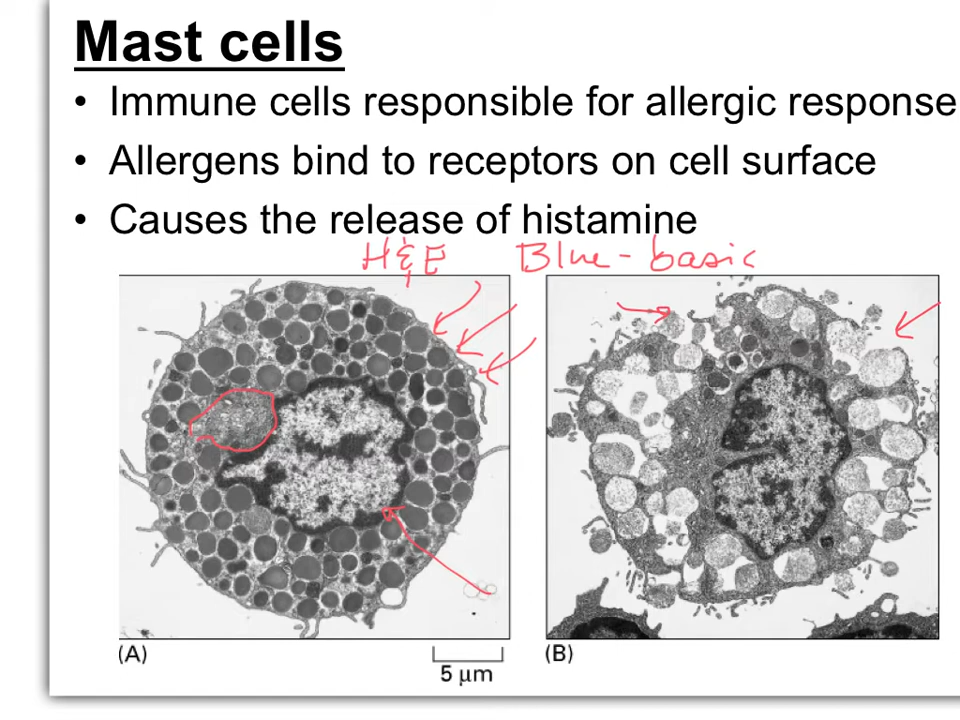 Mast cells
• Immune cells responsible for allergic response
• Allergens bind to receptors on cell surface
• Causes the release of histamine
H&E Blue-basic
(A) 5 μm (B)